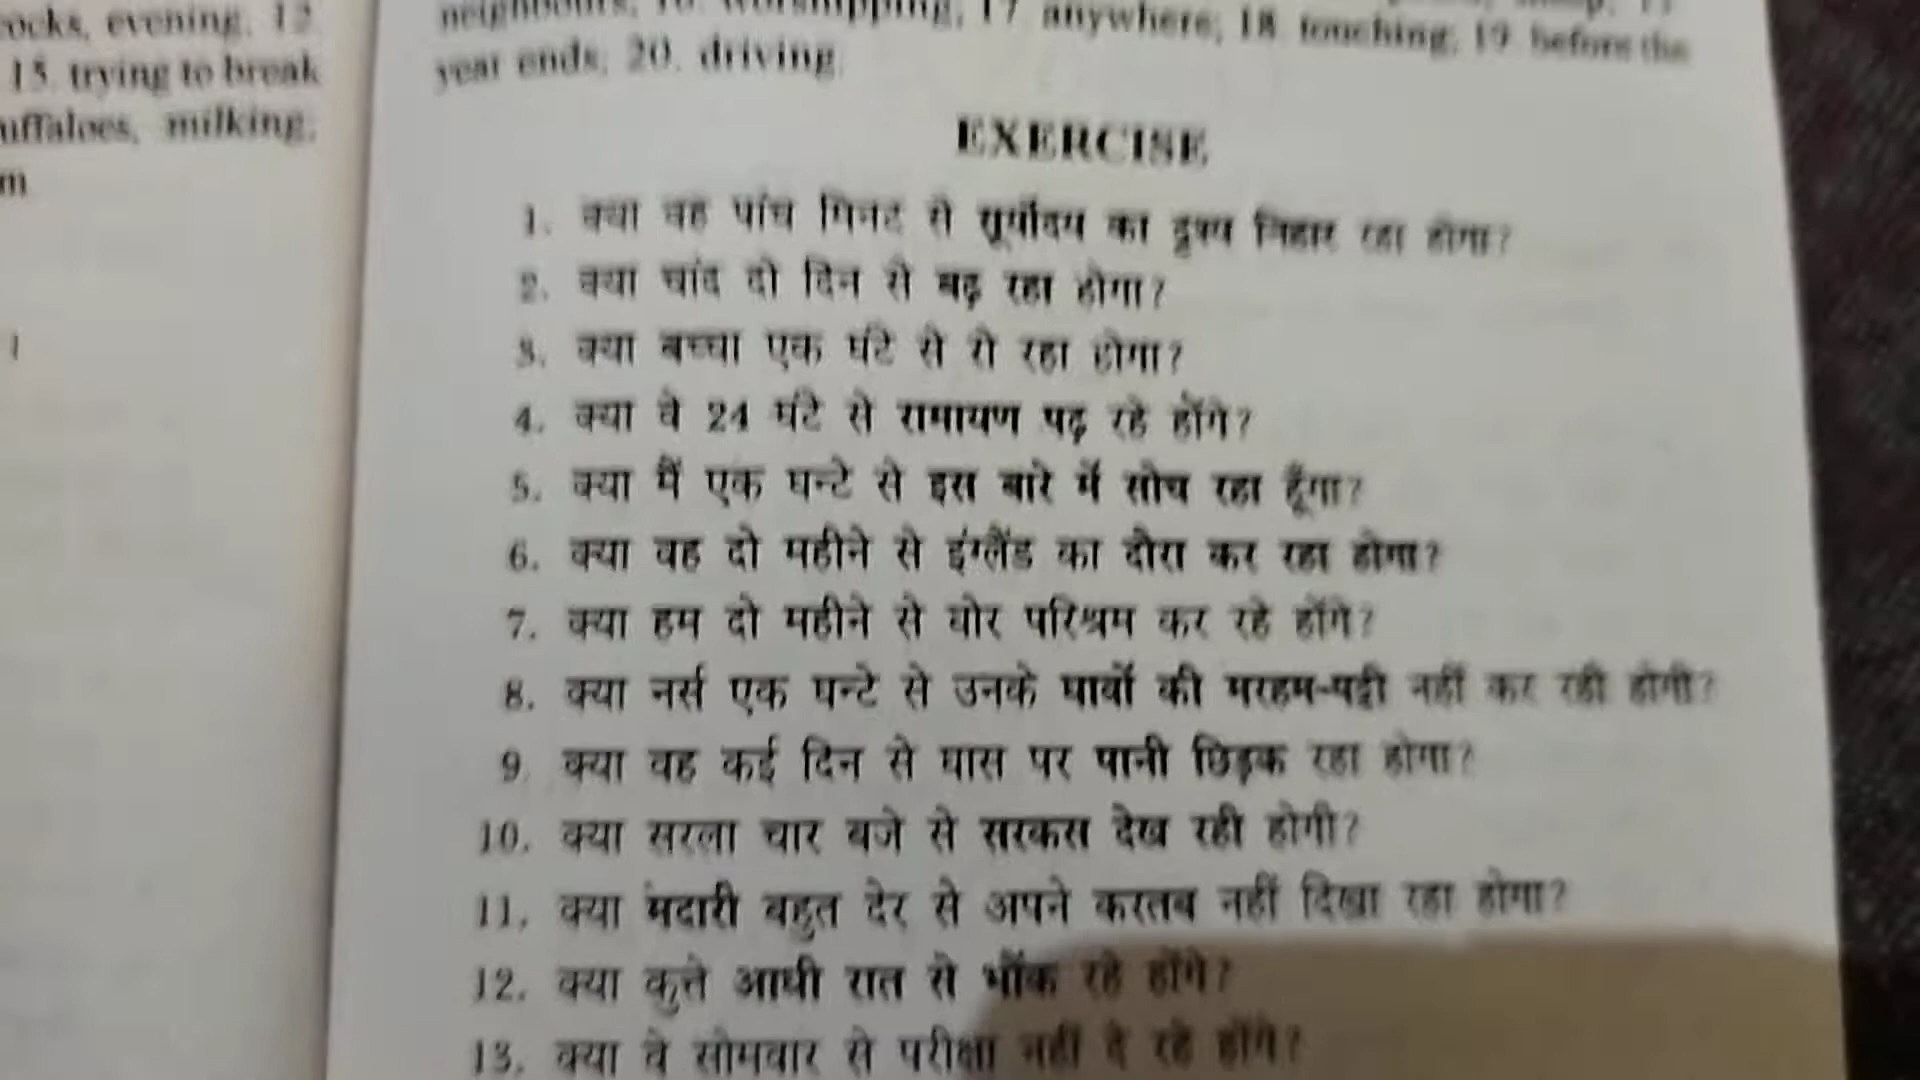 ocks, evening, 12
15. trying to break
uffaloes, milking;
m
neighbours, 16. worshipping; 17. anywhere; 18. touching; 19. before the
year ends; 20. driving.
EXERCISE
1. क्या वह पांच मिनट से सूर्योदय का दृश्य निहार रहा होगा?
2. क्या चांद दो दिन से बढ़ रहा होगा?
3. क्या बच्चा एक घंटे से रो रहा होगा?
4. क्या वे 24 घंटे से रामायण पढ़ रहे होंगे?
5. क्या मैं एक घन्टे से इस बारे में सोच रहा हूँगा?
6. क्या वह दो महीने से इंग्लैंड का दौरा कर रहा होगा?
7. क्या हम दो महीने से घोर परिश्रम कर रहे होंगे?
8. क्या नर्स एक घन्टे से उनके घावों की मरहम-पट्टी नहीं कर रही होगी?
9. क्या वह कई दिन से घास पर पानी छिड़क रहा होगा?
10. क्या सरला चार बजे से सरकस देख रही होगी?
11. क्या मदारी बहुत देर से अपने करतब नहीं दिखा रहा होगा?
12. क्या कुत्ते आधी रात से भौंक रहे होंगे?
13. क्या वे सोमवार से परीक्षा नहीं दे रहे होंगे?